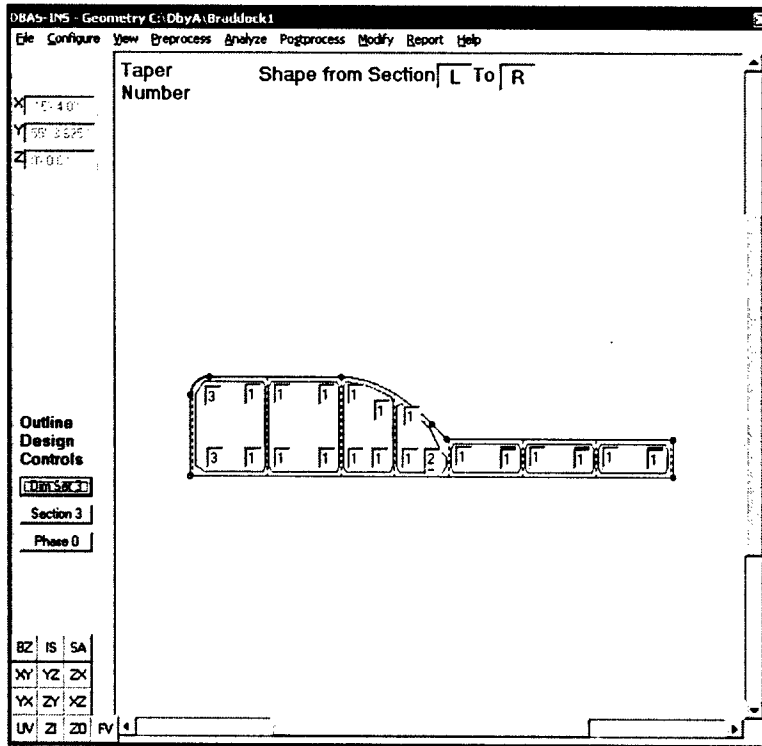 DBAS-INS - Geometry C:\DbyA\Braddock1
File Configure View Preprocess Analyze Postprocess Modify Report Help
Taper Number
Shape from Section L To R
X
Y
Z
3 1 1 1 1 1 1
3 1 1 1 1 1 1 2 1 1 1 1 1 1
Outline
Design
Controls
Dim Set 3
Section 3
Phase 0
BZ IS SA
XY YZ ZX
YX ZY XZ
UV ZI ZO FV